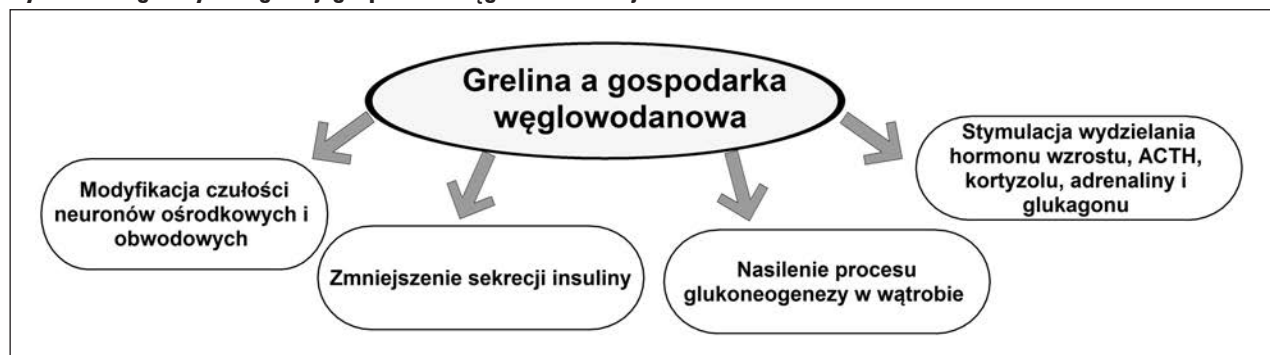 Grelina a gospodarka
węglowodanowa
Modyfikacja czułości
neuronów ośrodkowych i
obwodowych
Zmniejszenie sekrecji insuliny
Nasilenie procesu
glukoneogenezy w wątrobie
Stymulacja wydzielania
hormonu wzrostu, ACTH,
kortyzolu, adrenaliny i
glukagonu